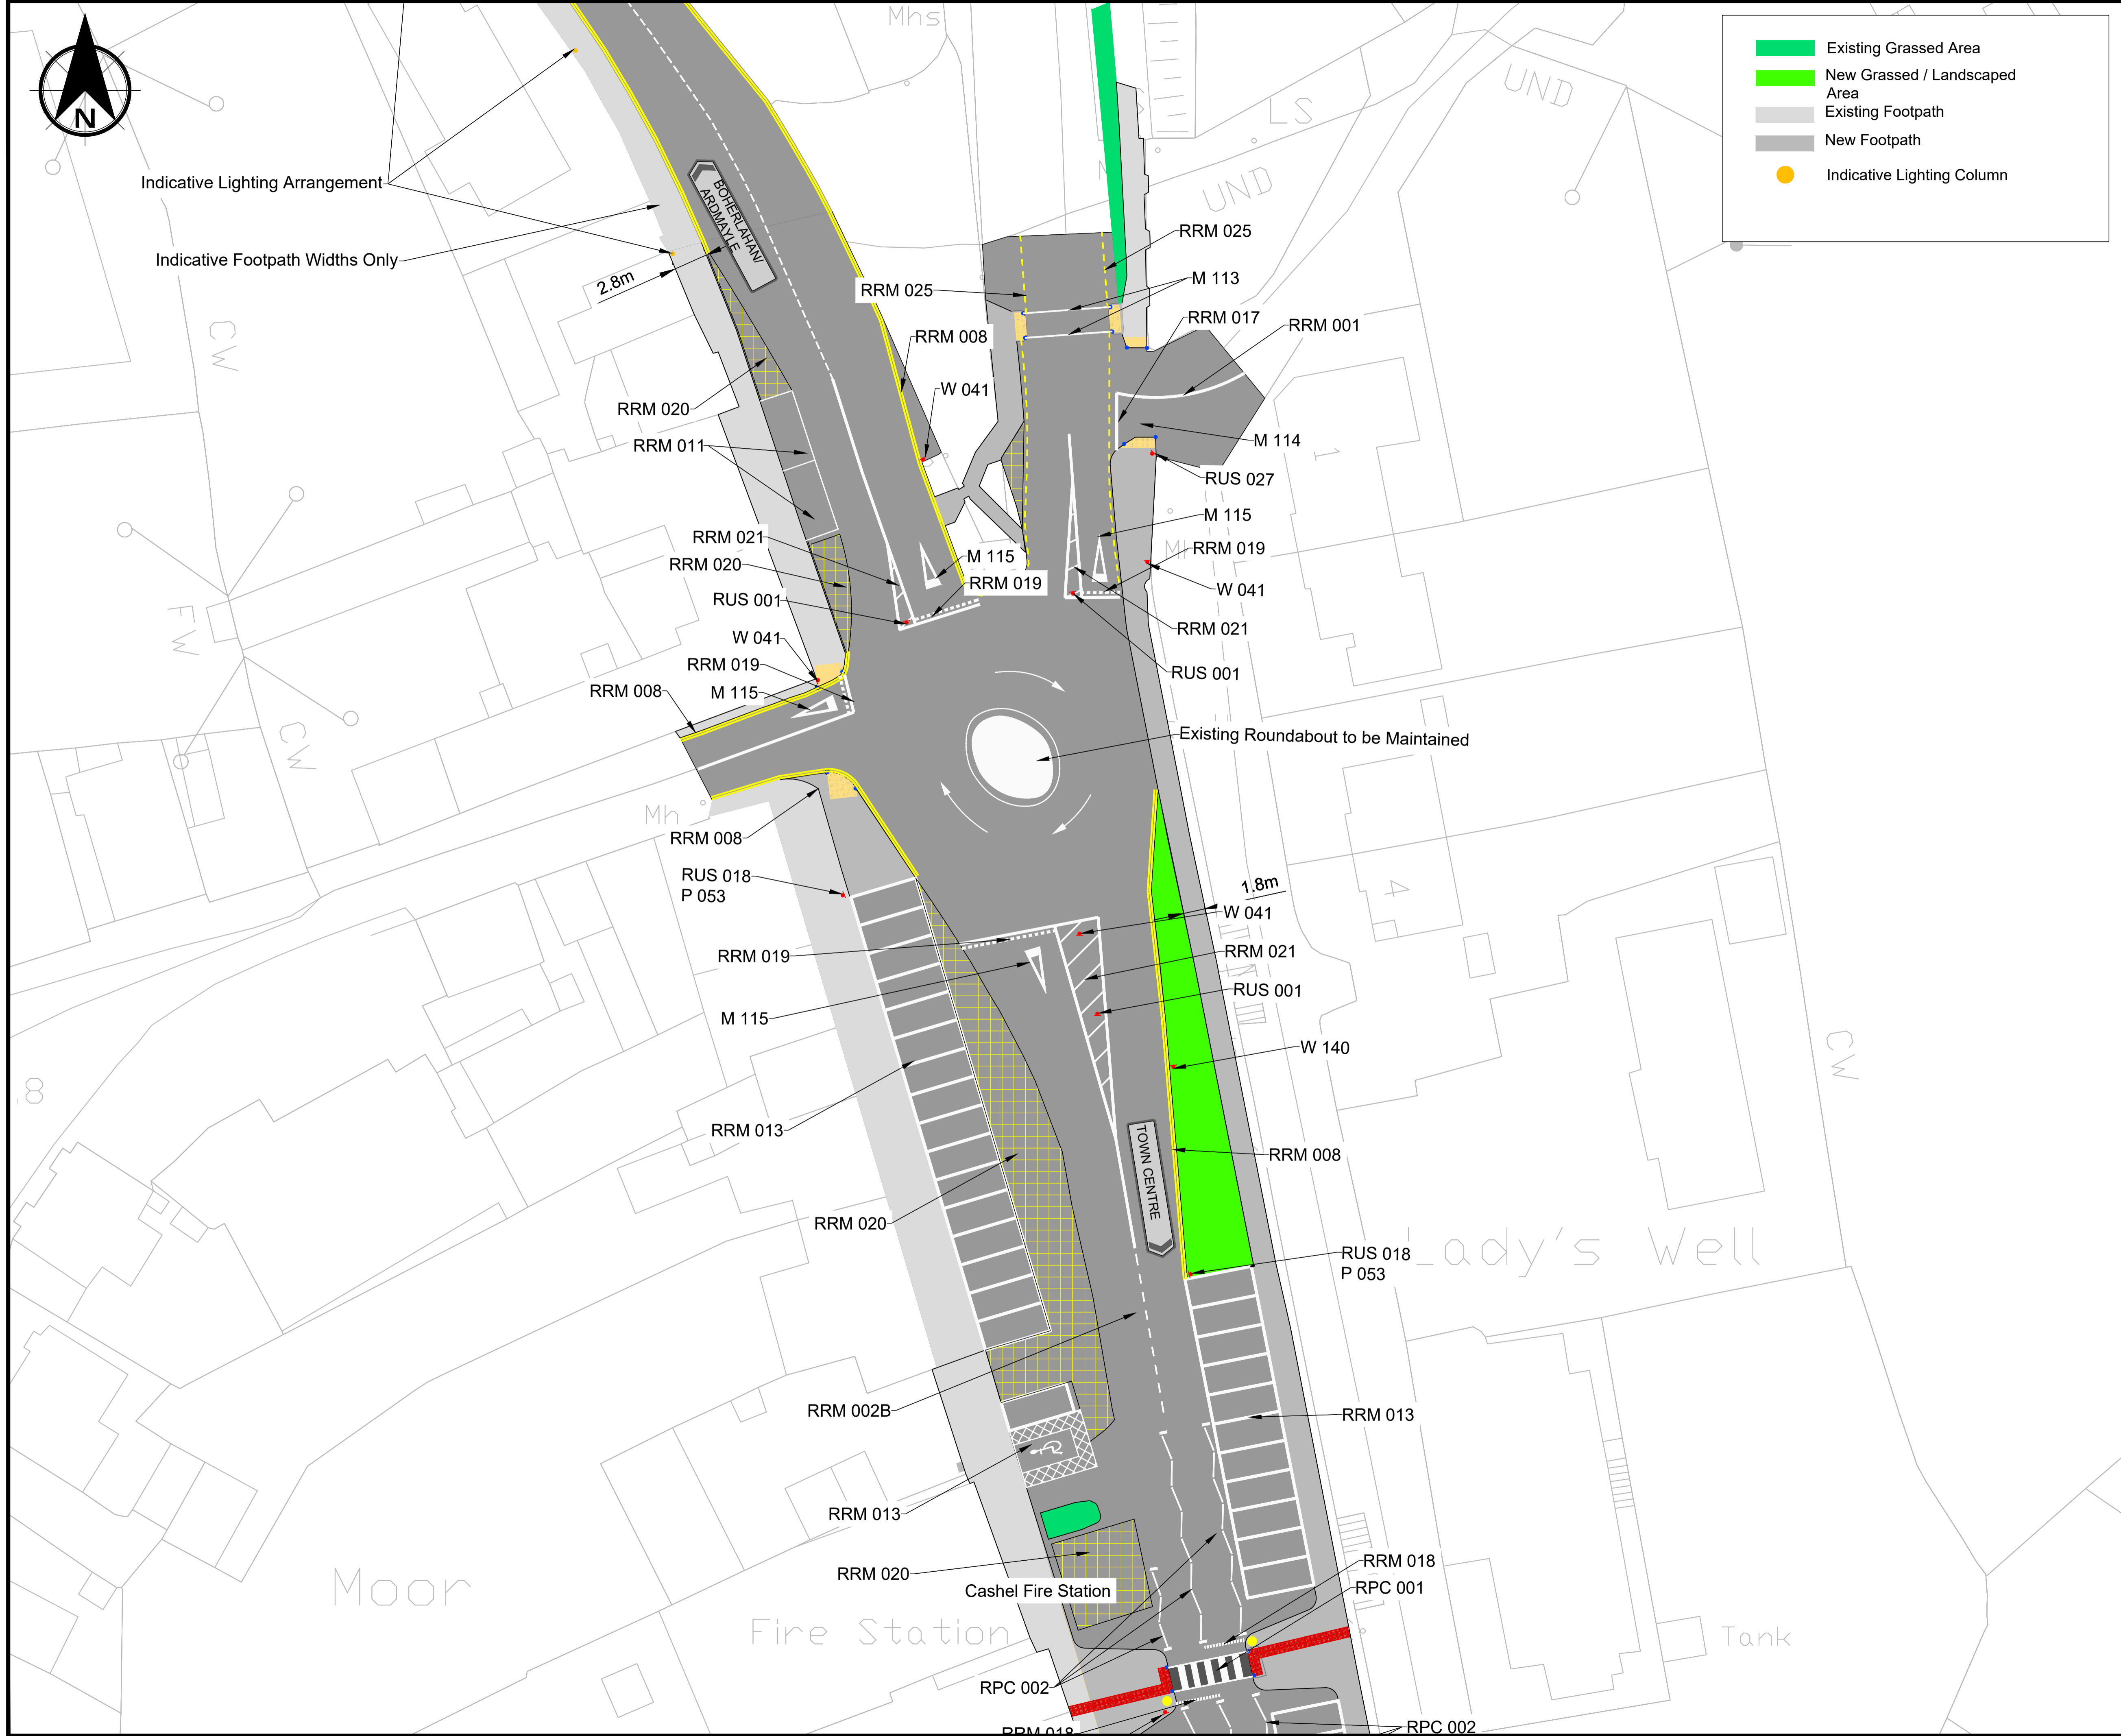 Mhs
Existing Grassed Area
New Grassed / Landscaped
Area
Existing Footpath
New Footpath
Indicative Lighting Column
N
UND
LS
UND
Indicative Lighting Arrangement
BOHERLAHAN/
ARDMAYLE
Indicative Footpath Widths Only
2.8m
RRM 025
M 113
RRM 025
RRM 017
RRM 001
RRM 008
CW
W 041
RRM 020
RRM 011
M 114
1
RUS 027
M 115
RRM 021
RRM 019
M 115
RRM 020
RRM 019
W 041
RUS 001
FW
RRM 021
W 041
RRM 019
RUS 001
RRM 008
M 115
CW
Existing Roundabout to be Maintained
Mh
RRM 008
RUS 018
P 053
1.8m
4
W 041
RRM 019
RRM 021
RUS 001
M 115
W 140
CW
8
RRM 013
RRM 008
TOWN CENTRE
RRM 020
Lady's Well
RUS 018
P 053
RRM 002B
RRM 013
RRM 013
RRM 020
RRM 018
Cashel Fire Station
RPC 001
Moor
Fire Station
Tank
RPC 002
RRM 018
RPC 002